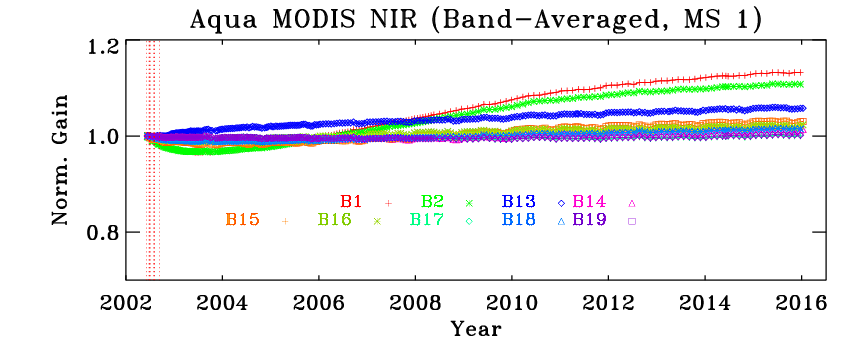 Aqua MODIS NIR (Band-Averaged, MS 1)
1.2
1.0
0.8
Norm. Gain
B1 B2 B13 B14
B15 B16 B17 B18 B19
2002 2004 2006 2008 2010 2012 2014 2016
Year